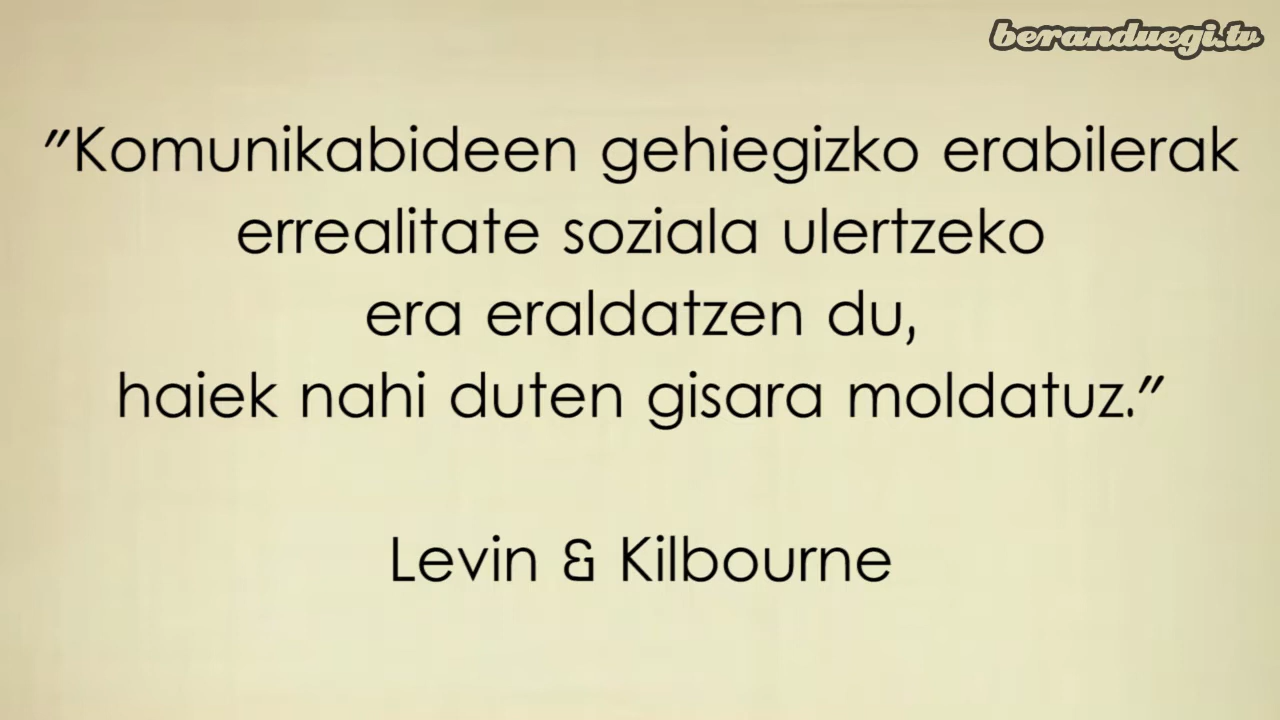 beranduegi.tv
"Komunikabideen gehiegizko erabilerak
errealitate soziala ulertzeko
era eraldatzen du,
haiek nahi duten gisara moldatuz."
Levin & Kilbourne